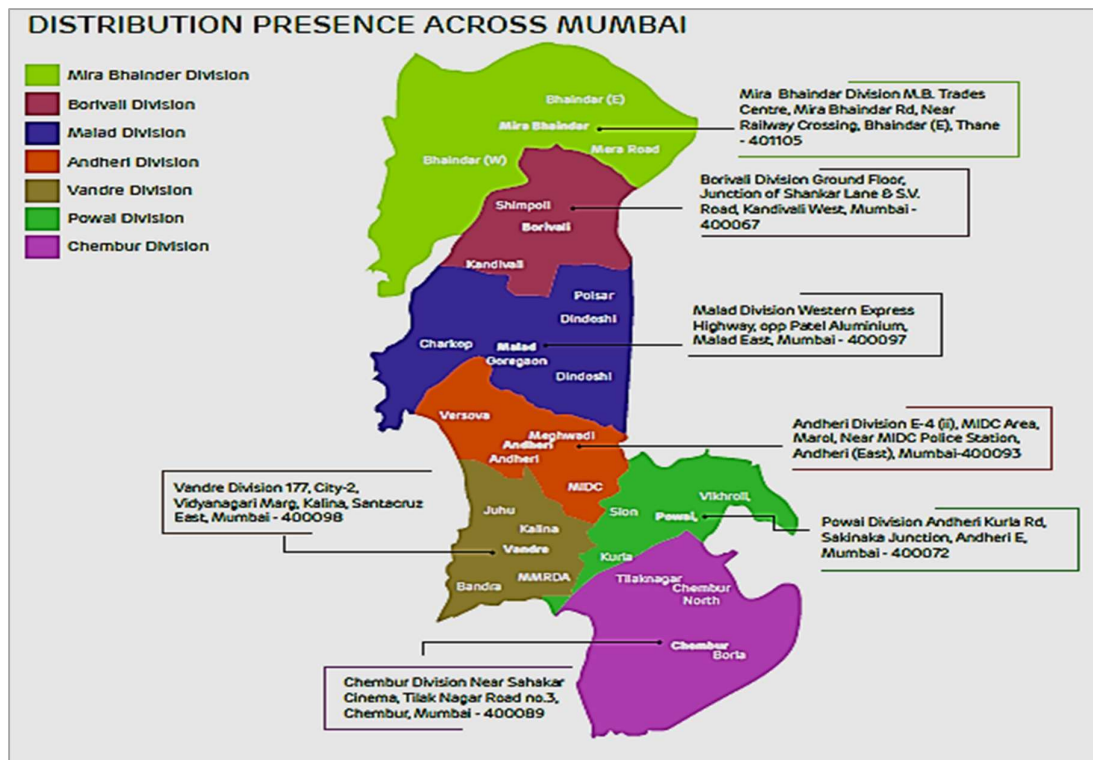 DISTRIBUTION PRESENCE ACROSS MUMBAI
Mira Bhainder Division
Borivali Division
Malad Division
Andheri Division
Vandre Division
Powai Division
Chembur Division
Bhaindar (E)
Mira Bhaindar
Mera Road
Bhaindar (W)
Mira Bhaindar Division M.B. Trades
Centre, Mira Bhaindar Rd, Near
Railway Crossing, Bhaindar (E), Thane
- 401105
Shimpoli
Borivali
Kandivali
Borivali Division Ground Floor,
Junction of Shankar Lane & S.V.
Road, Kandivali West, Mumbai -
400067
Poisar
Dindoshi
Charkop
Malad
Goregaon
Dindoshi
Malad Division Western Express
Highway, opp Patel Aluminium,
Malad East, Mumbai - 400097
Versova
Meghwadi
Andheri
Andheri
MIDC
Andheri Division E-4 (ii), MIDC Area,
Marol, Near MIDC Police Station,
Andheri (East), Mumbai-400093
Vandre Division 177, City-2,
Vidyanagari Marg, Kalina, Santacruz
East, Mumbai - 400098
Juhu
Kalina
Vandre
MMRDA
Bandra
Vikhroli,
Sion
Powai,
Kurla
Powai Division Andheri Kurla Rd,
Sakinaka Junction, Andheri E,
Mumbai - 400072
Tilaknagar
Chembur
North
Chembur
Borla
Chembur Division Near Sahakar
Cinema, Tilak Nagar Road no.3,
Chembur, Mumbai - 400089